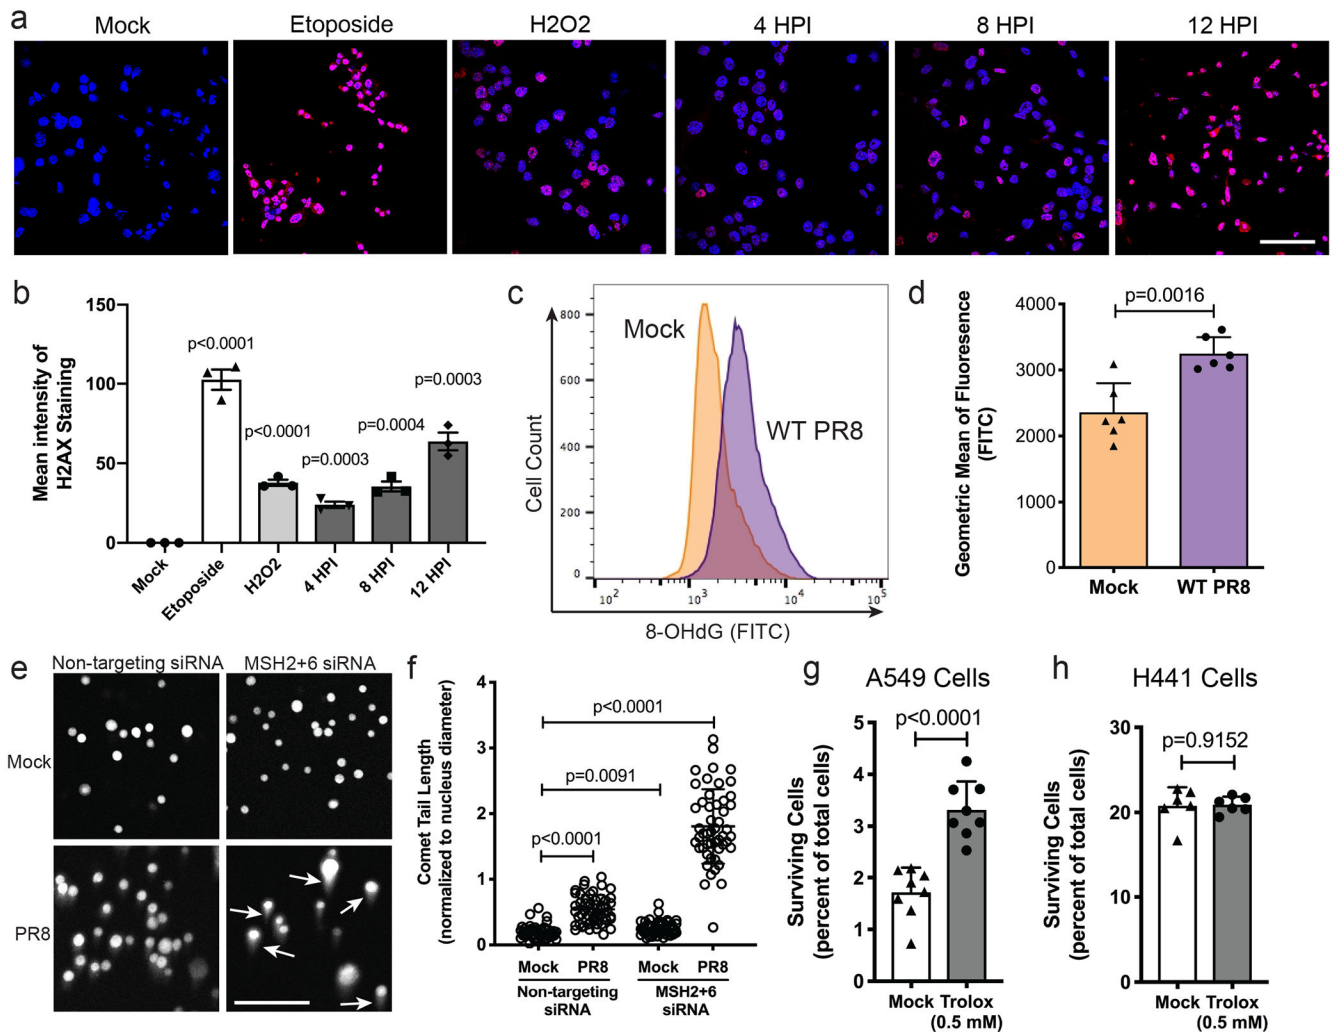 a
Mock
Etoposide
H2O2
4 HPI
8 HPI
12 HPI
b
Mean intensity of
H2AX Staining
150
100
50
0
p<0.0001
p<0.0001
p=0.0003
p=0.0004
p=0.0003
Mock
Etoposide
H2O2
4 HPI
8 HPI
12 HPI
c
Cell Count
800
600
400
200
0
Mock
WT PR8
10²
10³
10⁴
10⁵
8-OHdG (FITC)
d
Geometric Mean of Fluorescence
(FITC)
4000
3000
2000
1000
0
p=0.0016
Mock
WT PR8
e
Non-targeting siRNA
MSH2+6 siRNA
Mock
PR8
f
Comet Tail Length
(normalized to nucleus diameter)
4
3
2
1
0
p<0.0001
p=0.0091
p<0.0001
Mock
PR8
Mock
PR8
Non-targeting
siRNA
MSH2+6
siRNA
g
A549 Cells
Surviving Cells
(percent of total cells)
5
4
3
2
1
0
p<0.0001
Mock
Trolox
(0.5 mM)
h
H441 Cells
Surviving Cells
(percent of total cells)
30
20
10
0
p=0.9152
Mock
Trolox
(0.5 mM)